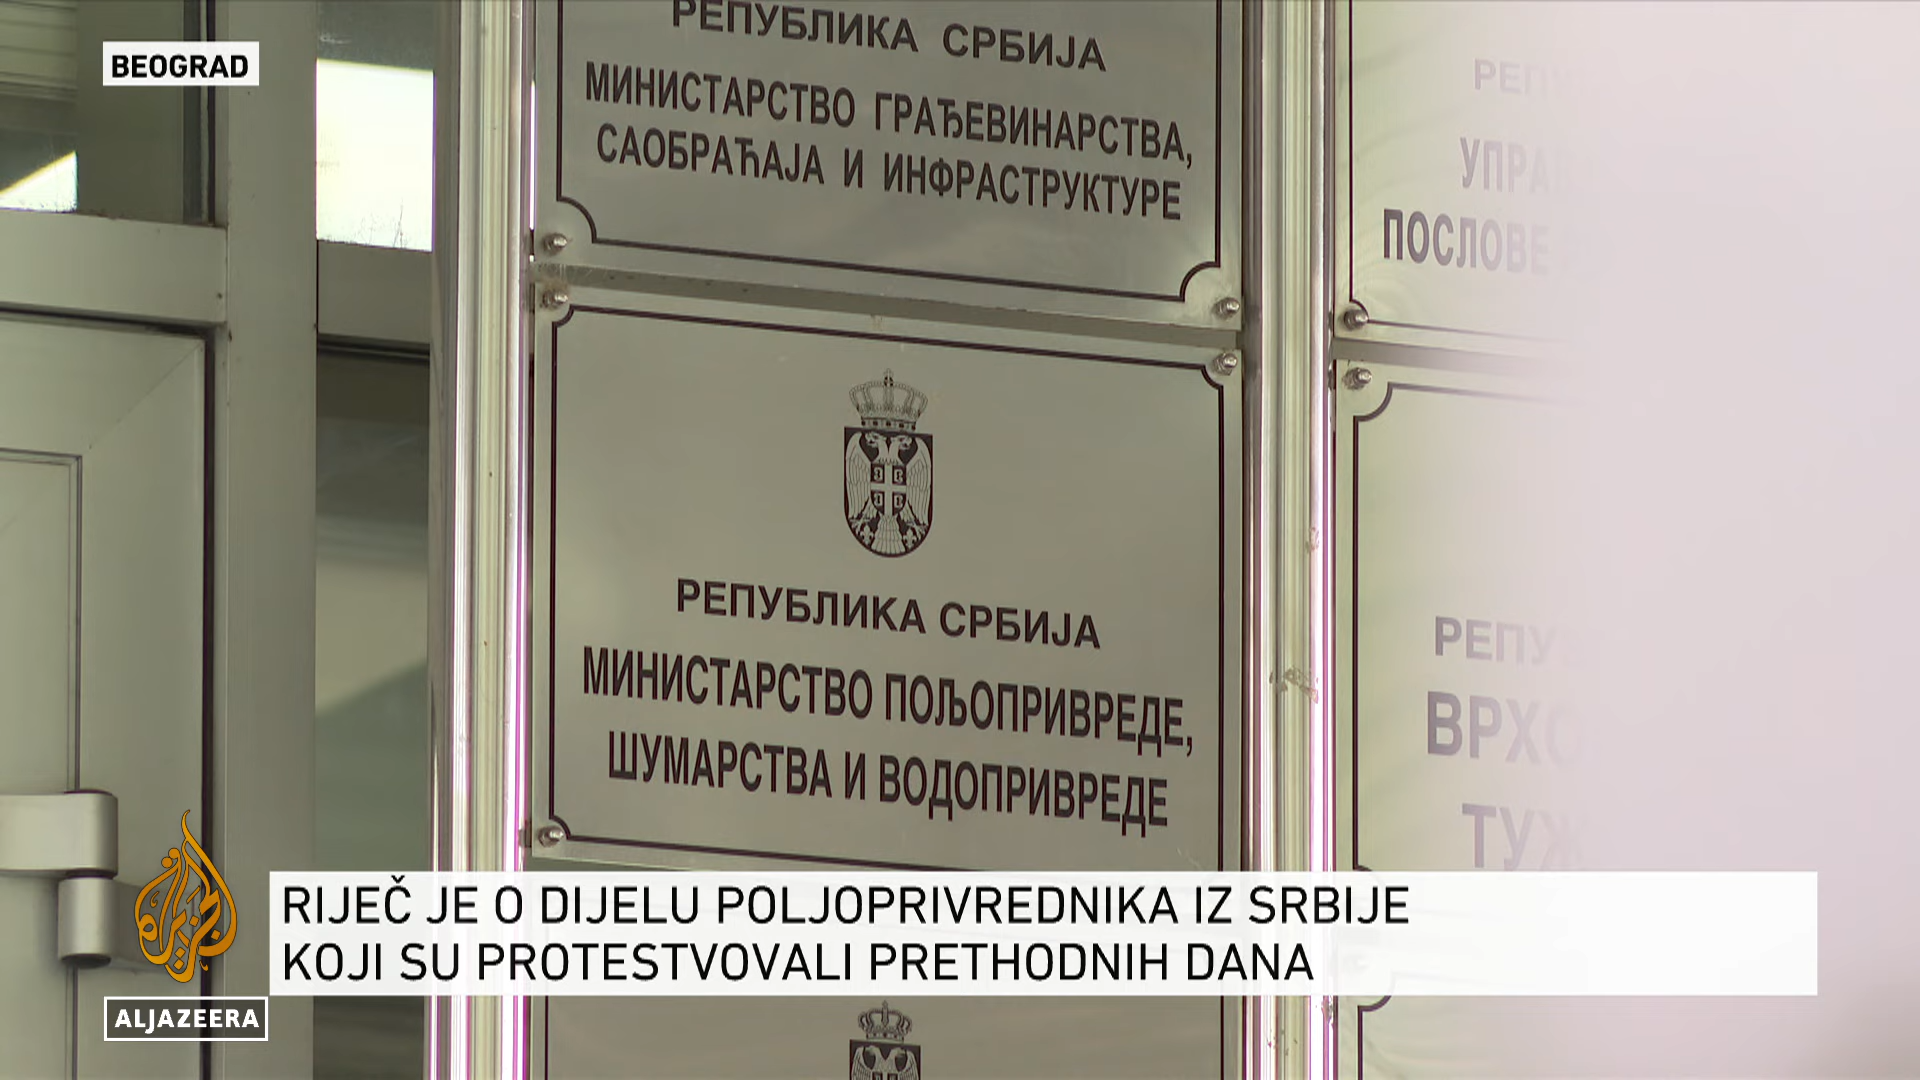 BEOGRAD
РЕПУБЛИКА СРБИЈА
МИНИСТАРСТВО ГРАЂЕВИНАРСТВА,
САОБРАЋАЈА И ИНФРАСТРУКТУРЕ
ПОСЛОВЕ
РЕПУБЛИКА СРБИЈА
МИНИСТАРСТВО ПОЉОПРИВРЕДЕ,
ШУМАРСТВА И ВОДОПРИВРЕДЕ
RIJEČ JE O DIJELU POLJOPRIVREDNIKA IZ SRBIJE
KOJI SU PROTESTVOVALI PRETHODNIH DANA
ALJAZEERA